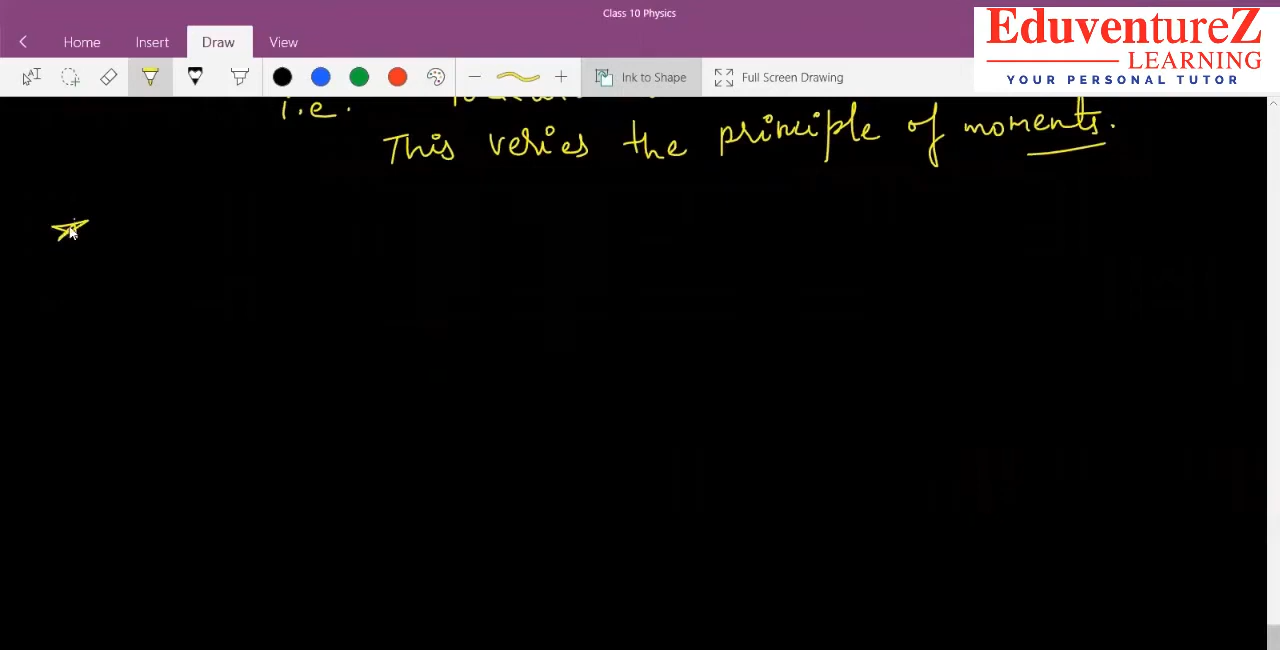 Class 10 Physics
EduventureZ
LEARNING
YOUR PERSONAL TUTOR
Home Insert Draw View
Ink to Shape Full Screen Drawing
i.e.
This veries the principle of moments.